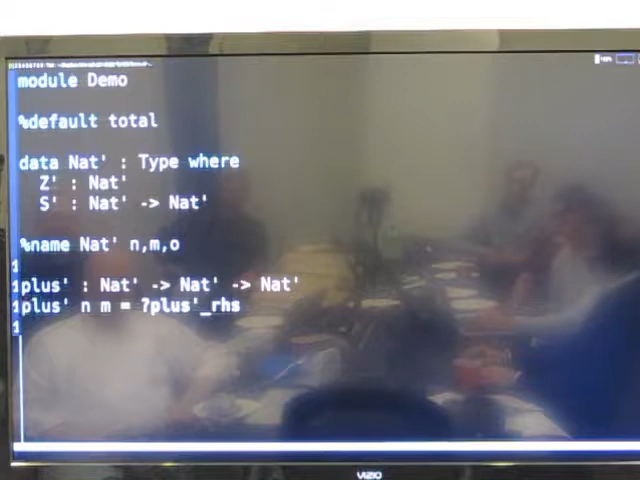 module Demo
%default total
data Nat' : Type where
Z' : Nat'
S' : Nat' -> Nat'
%name Nat' n,m,o
plus' : Nat' -> Nat' -> Nat'
plus' n m = ?plus'_rhs
VIZIO